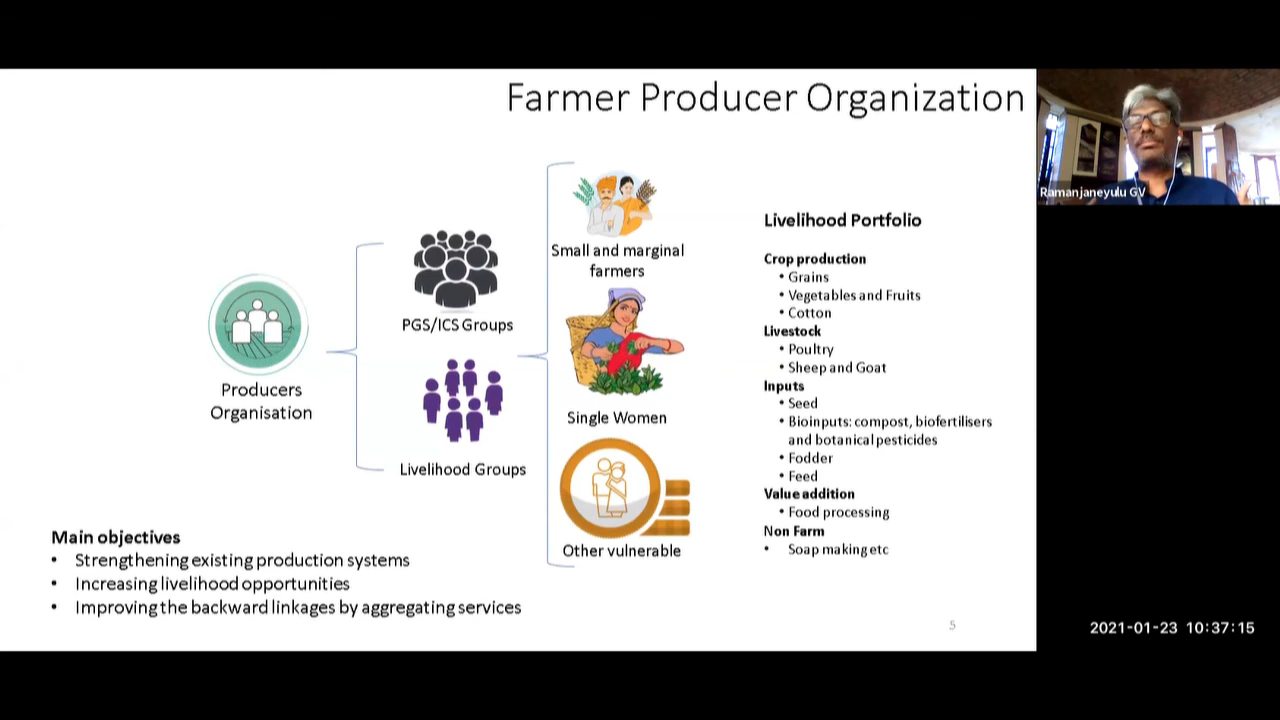 Farmer Producer Organization
Ramanjaneyulu GV
Producers
Organisation
PGS/ICS Groups
Livelihood Groups
Small and marginal
farmers
Single Women
Other vulnerable
Livelihood Portfolio
Crop production
• Grains
• Vegetables and Fruits
• Cotton
Livestock
• Poultry
• Sheep and Goat
Inputs
• Seed
• Bioinputs: compost, biofertilisers
and botanical pesticides
• Fodder
• Feed
Value addition
• Food processing
Non Farm
• Soap making etc
Main objectives
• Strengthening existing production systems
• Increasing livelihood opportunities
• Improving the backward linkages by aggregating services
5
2021-01-23 10:37:15